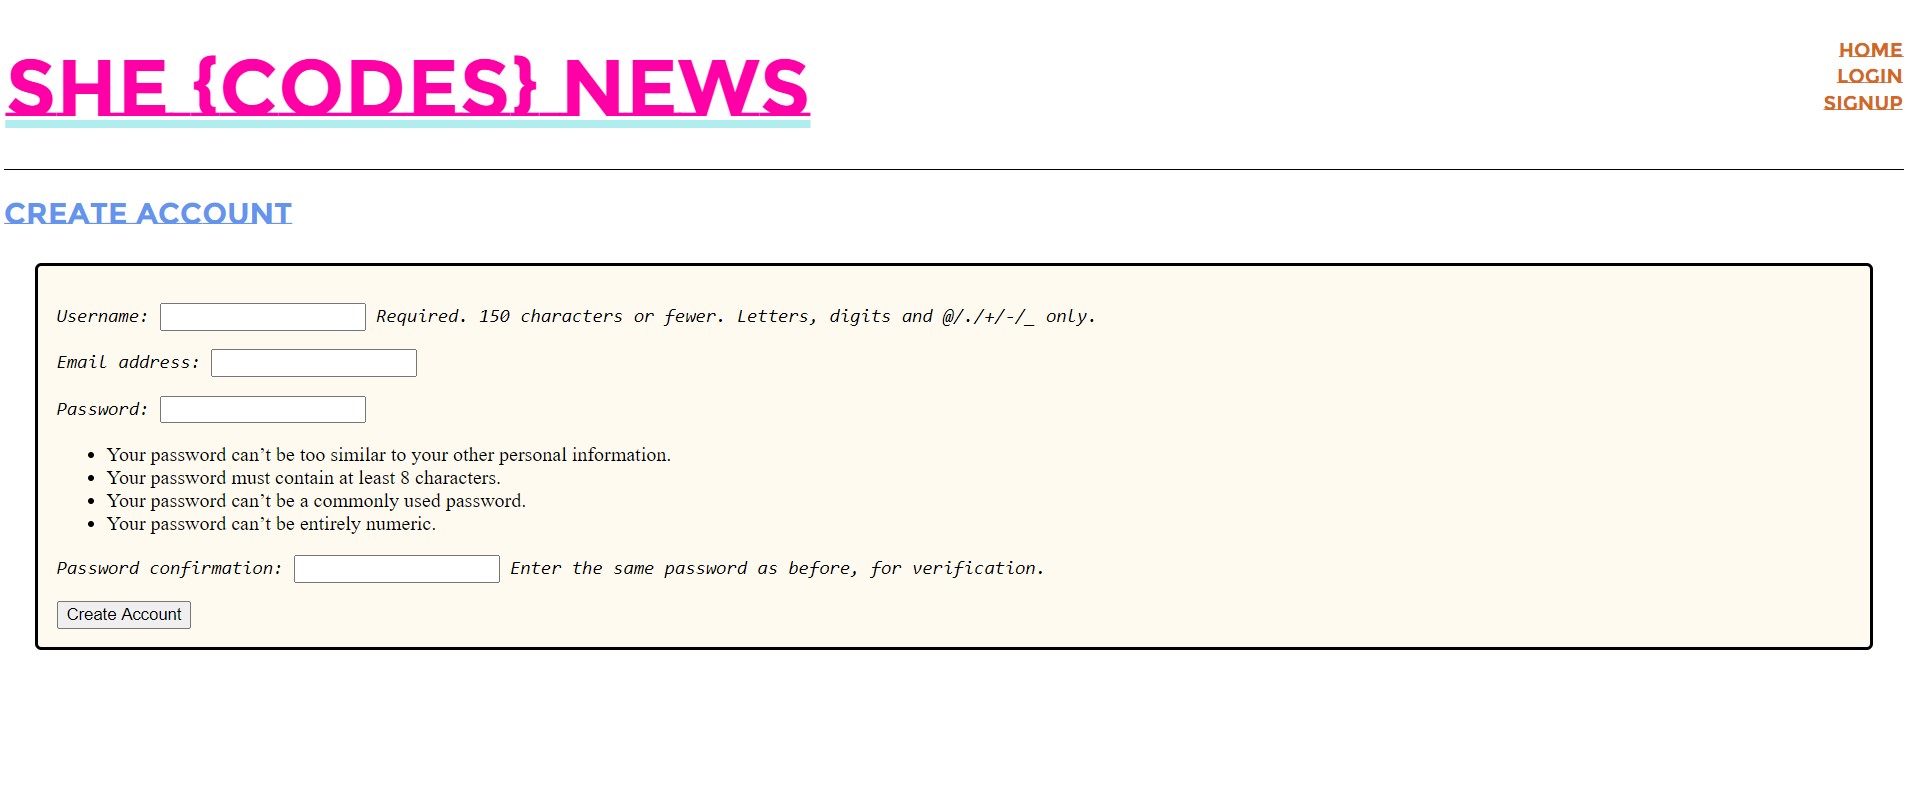 SHE {CODES} NEWS
HOME
LOGIN
SIGNUP
CREATE ACCOUNT
Username: Required. 150 characters or fewer. Letters, digits and @/./+/-/_ only.
Email address:
Password:
• Your password can’t be too similar to your other personal information.
• Your password must contain at least 8 characters.
• Your password can’t be a commonly used password.
• Your password can’t be entirely numeric.
Password confirmation: Enter the same password as before, for verification.
Create Account